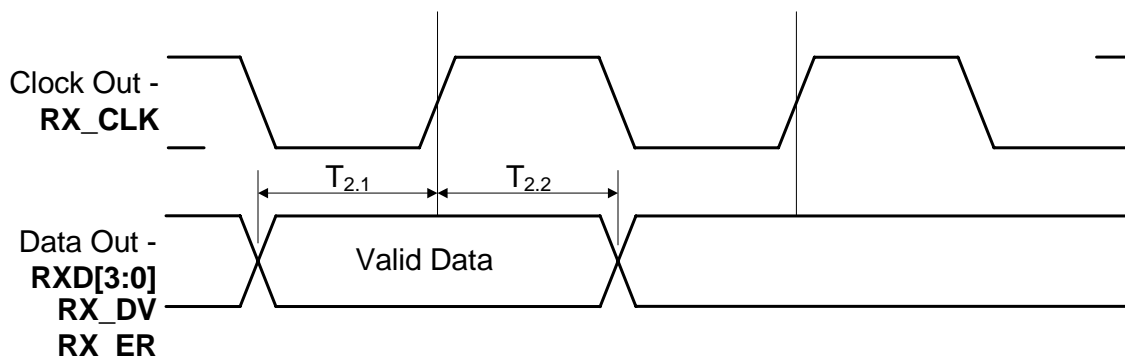 Clock Out -
RX_CLK
T2.1
T2.2
Data Out -
RXD[3:0]
RX_DV
RX_ER
Valid Data